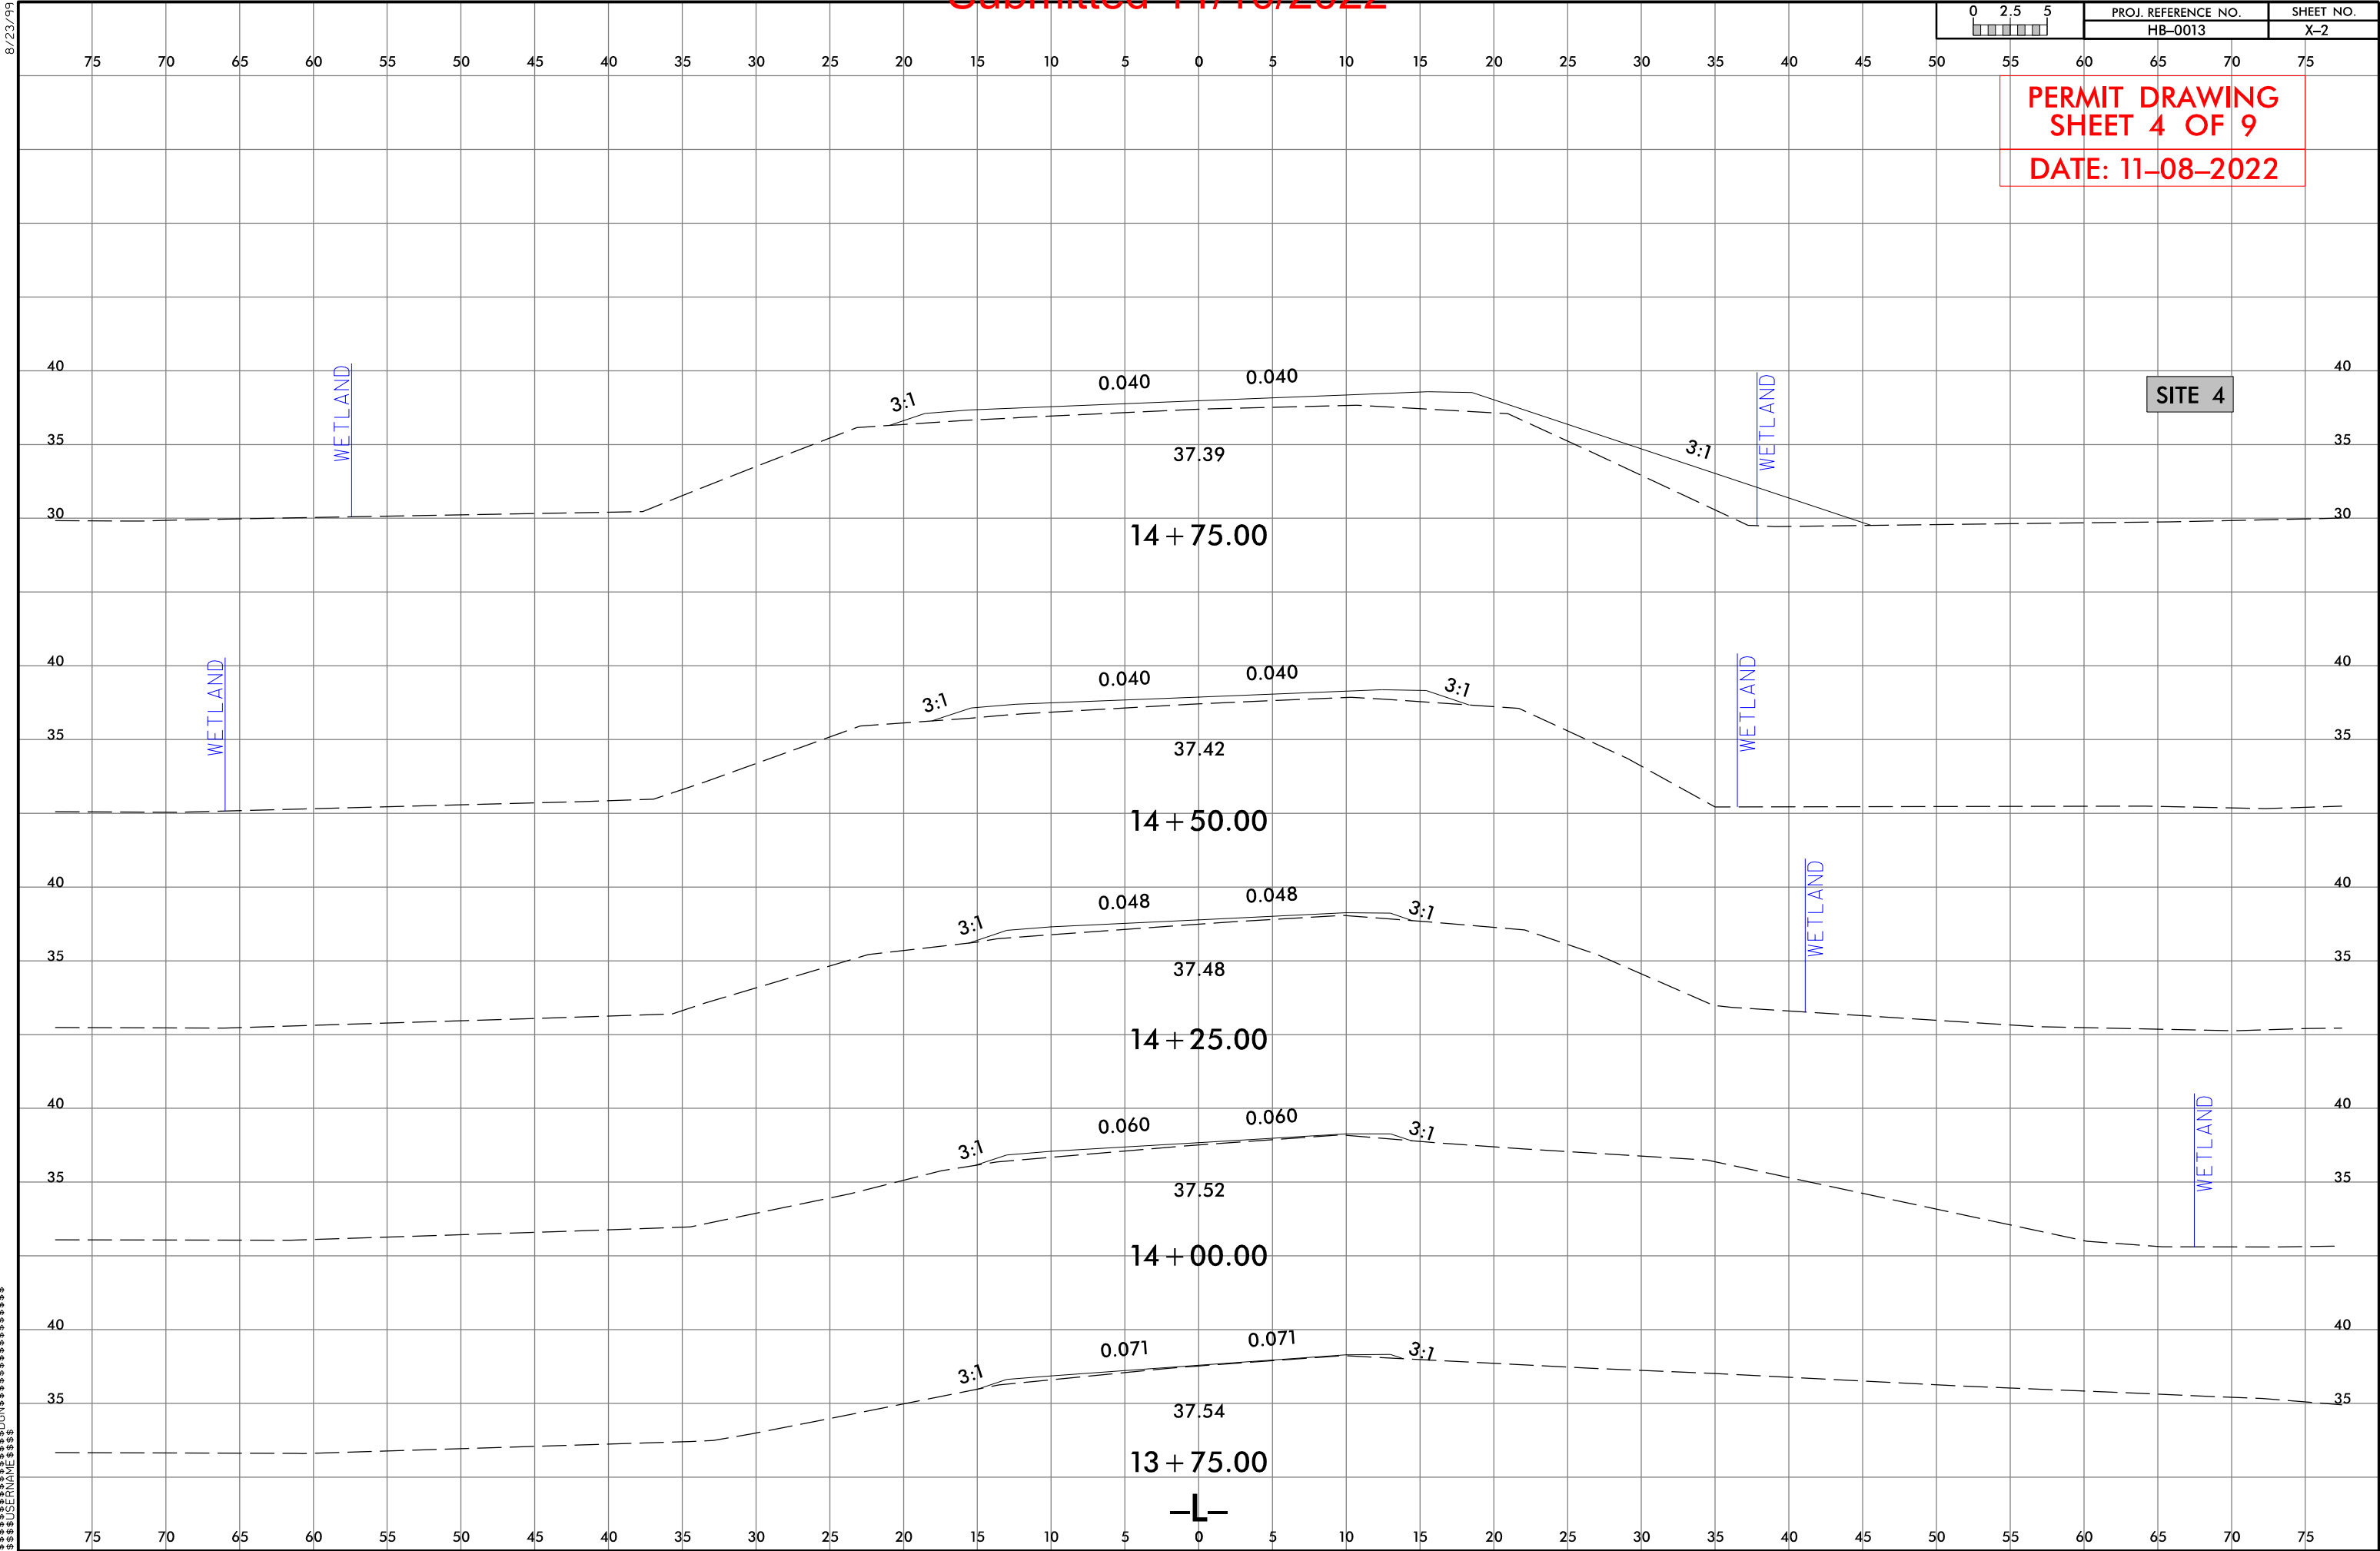 Submitted 11/10/2022
8/23/99
0 2.5 5
PROJ. REFERENCE NO. SHEET NO.
HB–0013 X–2
75 70 65 60 55 50 45 40 35 30 25 20 15 10 5 0 5 10 15 20 25 30 35 40 45 50 55 60 65 70 75
PERMIT DRAWING
SHEET 4 OF 9
DATE: 11–08–2022
40 WETLAND 3:1 0.040 0.040 WETLAND 40
SITE 4
35 37.39 3:1 35
30 30
14+75.00
40 WETLAND 3:1 0.040 0.040 3:1 WETLAND 40
35 37.42 35
14+50.00
40 3:1 0.048 0.048 3:1 WETLAND 40
35 37.48 35
14+25.00
40 3:1 0.060 0.060 3:1 WETLAND 40
35 37.52 35
14+00.00
40 3:1 0.071 0.071 3:1 40
35 37.54 35
13+75.00
–L–
75 70 65 60 55 50 45 40 35 30 25 20 15 10 5 0 5 10 15 20 25 30 35 40 45 50 55 60 65 70 75
$$$$USERNAME$$$$